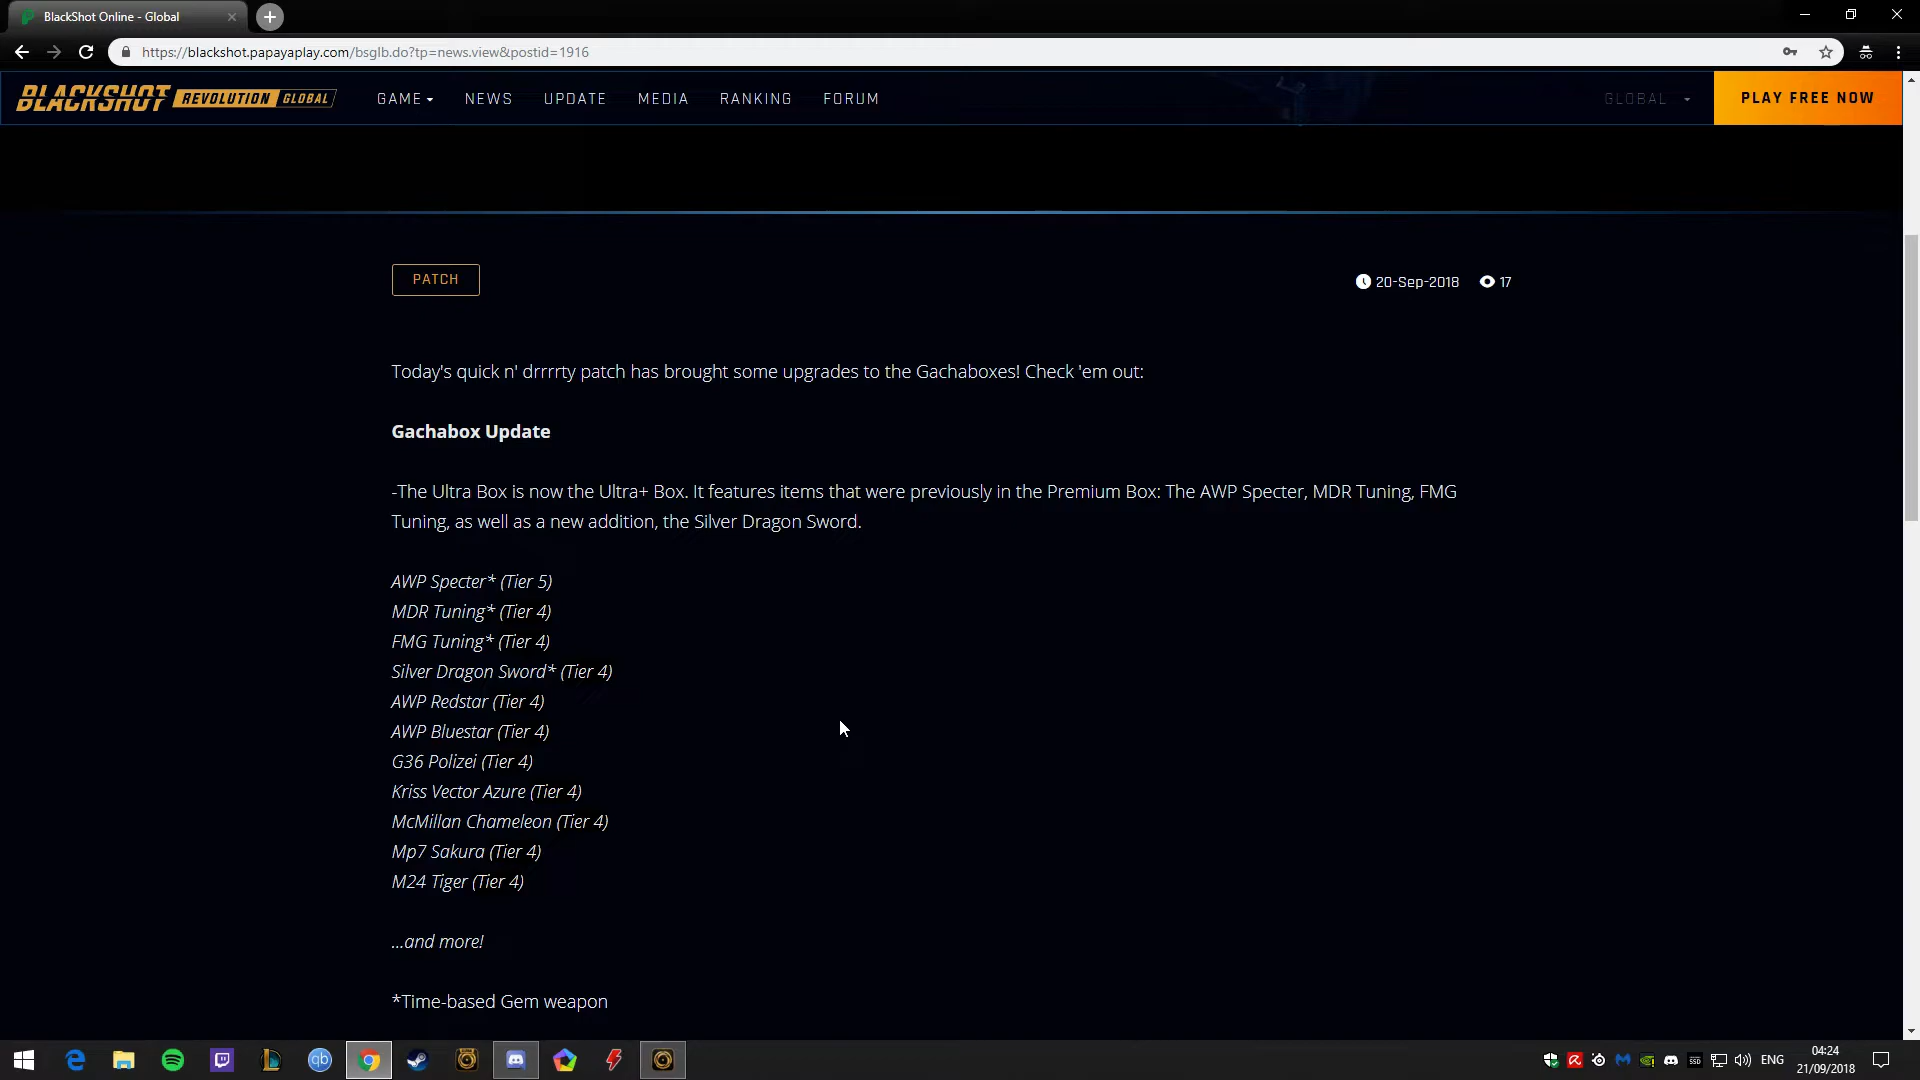 BlackShot Online - Global
https://blackshot.papayaplay.com/bsglb.do?tp=news.view&postid=1916
BLACKSHOT REVOLUTION GLOBAL
GAME NEWS UPDATE MEDIA RANKING FORUM GLOBAL PLAY FREE NOW
PATCH 20-Sep-2018 17
Today's quick n' drrrrty patch has brought some upgrades to the Gachaboxes! Check 'em out:
Gachabox Update
-The Ultra Box is now the Ultra+ Box. It features items that were previously in the Premium Box: The AWP Specter, MDR Tuning, FMG
Tuning, as well as a new addition, the Silver Dragon Sword.
AWP Specter* (Tier 5)
MDR Tuning* (Tier 4)
FMG Tuning* (Tier 4)
Silver Dragon Sword* (Tier 4)
AWP Redstar (Tier 4)
AWP Bluestar (Tier 4)
G36 Polizei (Tier 4)
Kriss Vector Azure (Tier 4)
McMillan Chameleon (Tier 4)
Mp7 Sakura (Tier 4)
M24 Tiger (Tier 4)
...and more!
*Time-based Gem weapon
qb
SSD
ENG
04:24
21/09/2018